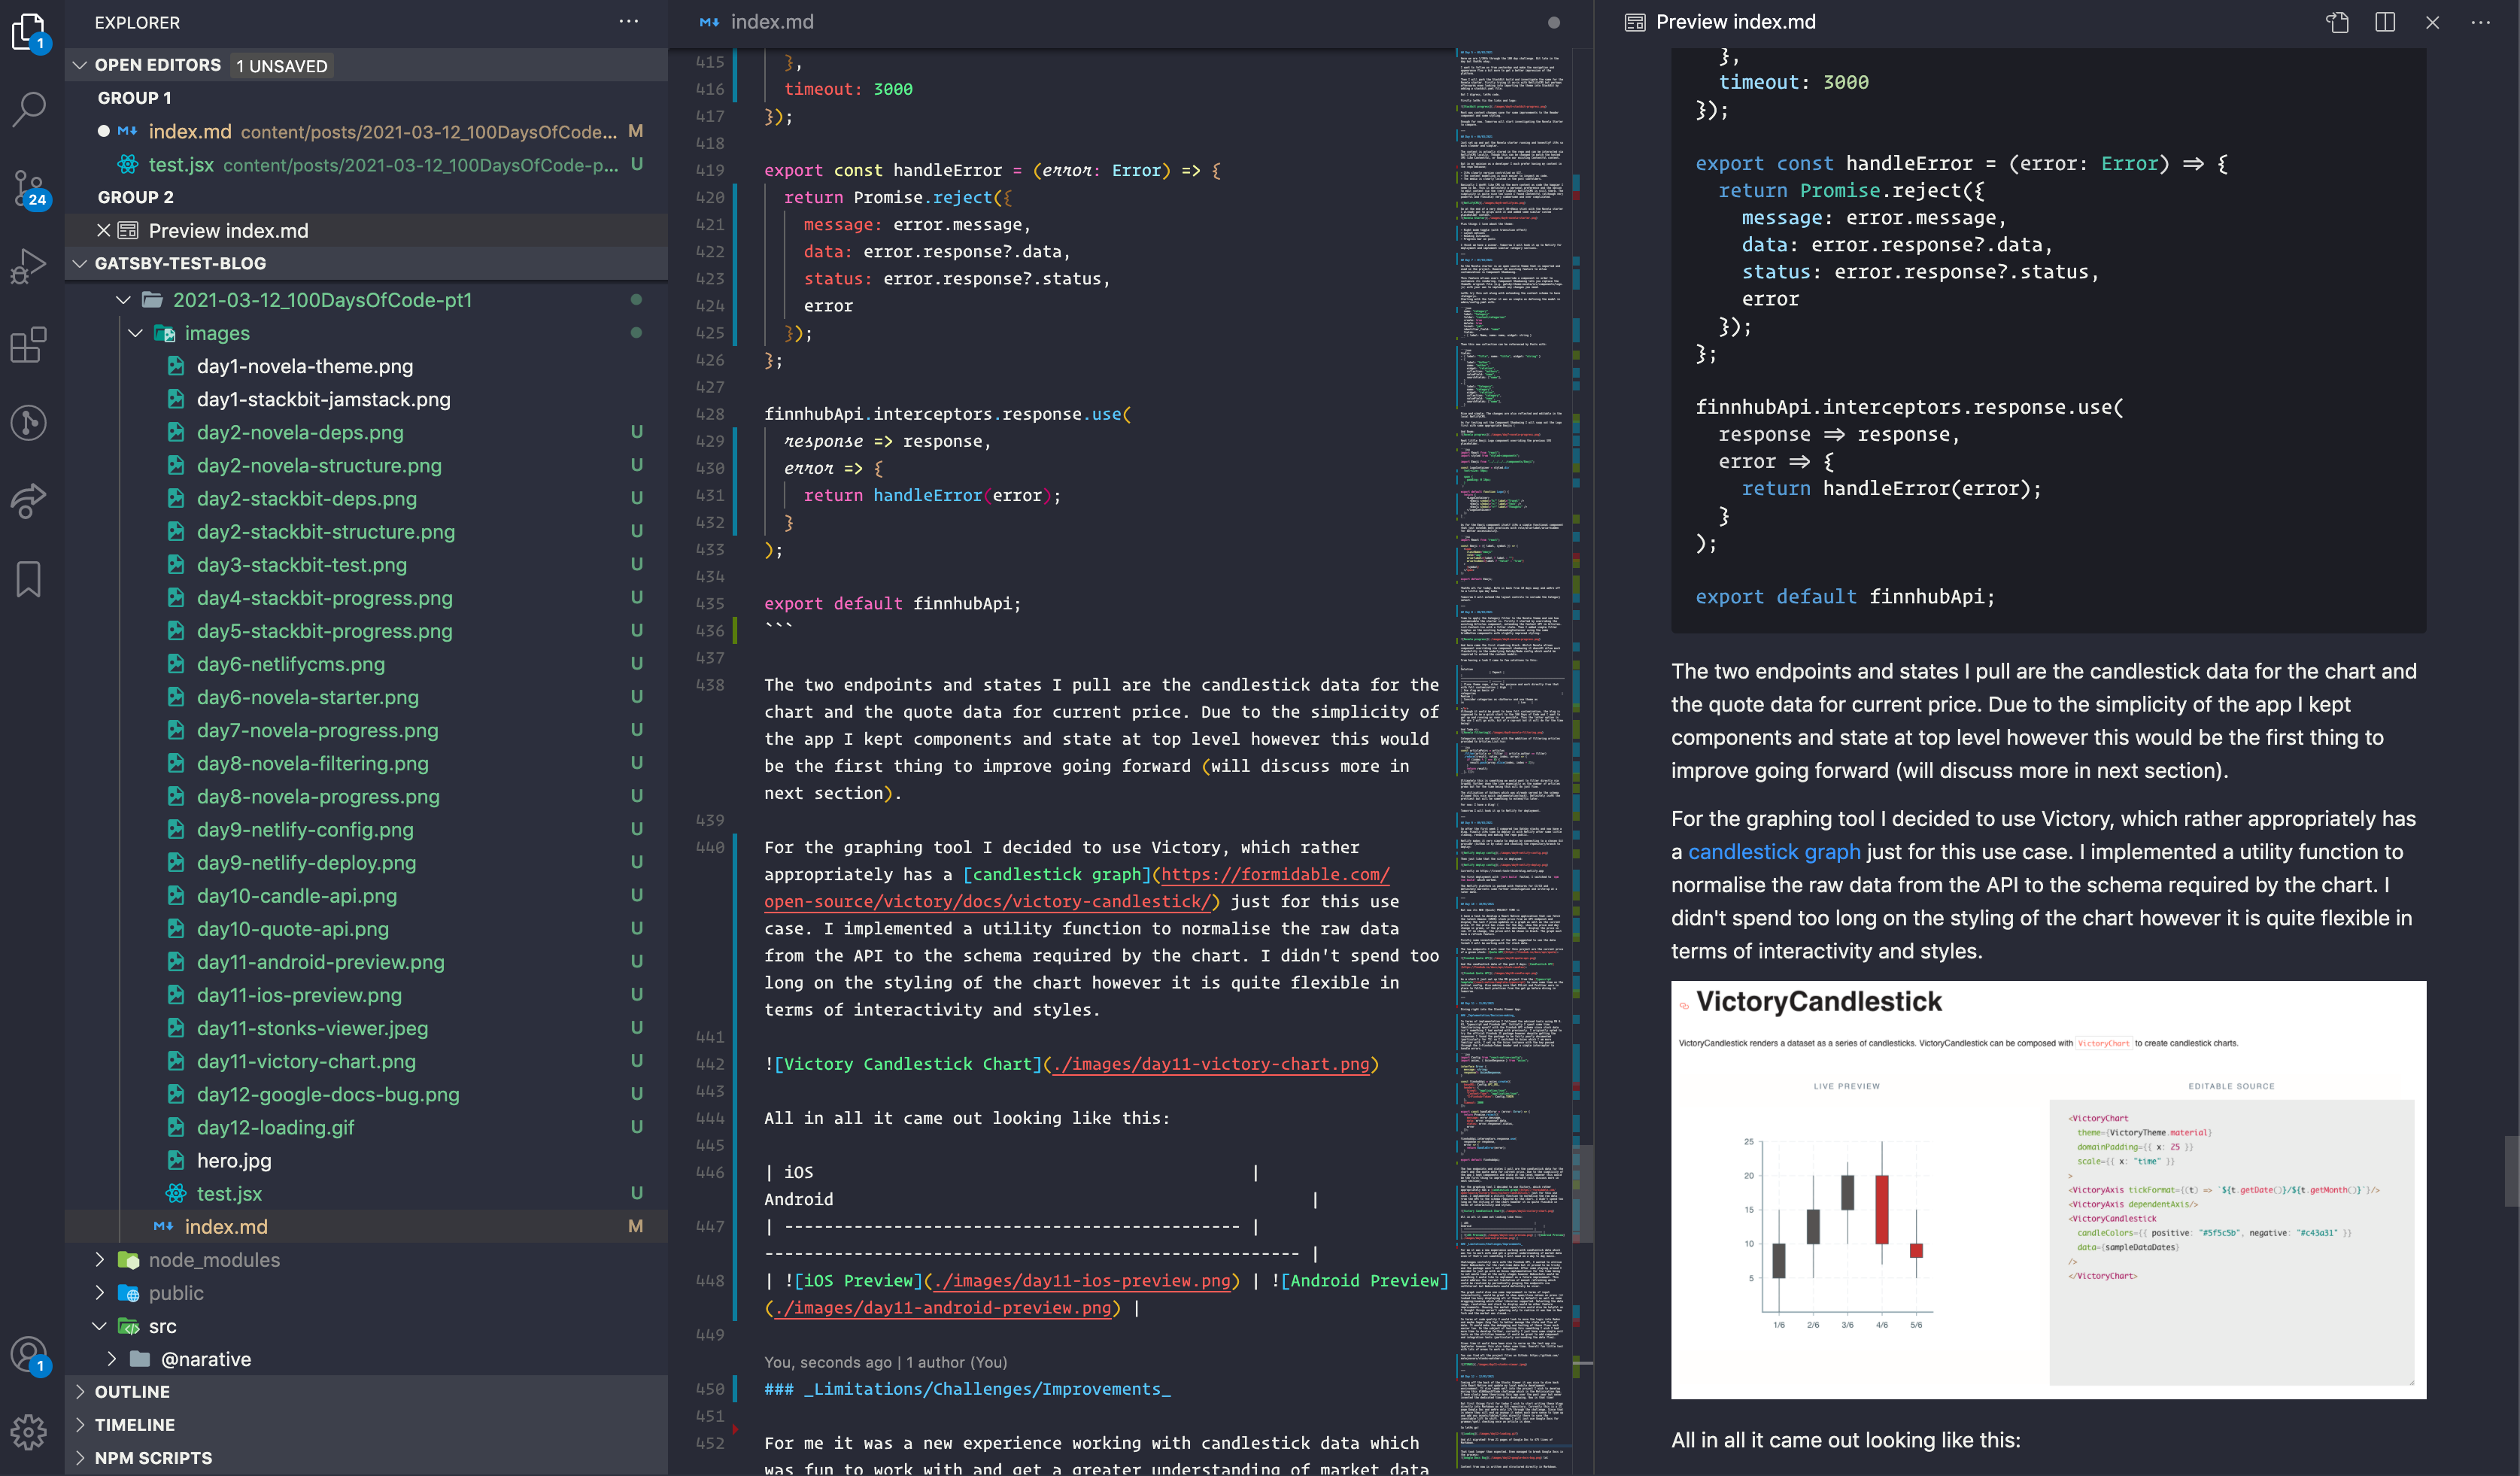 EXPLORER
OPEN EDITORS 1 UNSAVED
GROUP 1
index.md content/posts/2021-03-12_100DaysOfCode... M
test.jsx content/posts/2021-03-12_100DaysOfCode-p... U
GROUP 2
Preview index.md
GATSBY-TEST-BLOG
2021-03-12_100DaysOfCode-pt1
images
day1-novela-theme.png
day1-stackbit-jamstack.png
day2-novela-deps.png U
day2-novela-structure.png U
day2-stackbit-deps.png U
day2-stackbit-structure.png U
day3-stackbit-test.png U
day4-stackbit-progress.png U
day5-stackbit-progress.png U
day6-netlifycms.png U
day6-novela-starter.png U
day7-novela-progress.png U
day8-novela-filtering.png U
day8-novela-progress.png U
day9-netlify-config.png U
day9-netlify-deploy.png U
day10-candle-api.png U
day10-quote-api.png U
day11-android-preview.png U
day11-ios-preview.png U
day11-stonks-viewer.jpeg U
day11-victory-chart.png U
day12-google-docs-bug.png U
day12-loading.gif U
hero.jpg
test.jsx U
index.md M
node_modules
public
src
@narative
OUTLINE
TIMELINE
NPM SCRIPTS
1
24
1
index.md
415 },
416 timeout: 3000
417 });
418
419 export const handleError = (error: Error) => {
420 return Promise.reject({
421 message: error.message,
422 data: error.response?.data,
423 status: error.response?.status,
424 error
425 });
426 };
427
428 finnhubApi.interceptors.response.use(
429 response => response,
430 error => {
431 return handleError(error);
432 }
433 );
434
435 export default finnhubApi;
436 ```
437
438 The two endpoints and states I pull are the candlestick data for the
chart and the quote data for current price. Due to the simplicity of
the app I kept components and state at top level however this would
be the first thing to improve going forward (will discuss more in
next section).
439
440 For the graphing tool I decided to use Victory, which rather
appropriately has a [candlestick graph](https://formidable.com/
open-source/victory/docs/victory-candlestick/) just for this use
case. I implemented a utility function to normalise the raw data
from the API to the schema required by the chart. I didn't spend too
long on the styling of the chart however it is quite flexible in
terms of interactivity and styles.
441
442 ![Victory Candlestick Chart](./images/day11-victory-chart.png)
443
444 All in all it came out looking like this:
445
446 | iOS |
Android |
447 | ---------------------------------------------- |
------------------------------------------------------ |
448 | ![iOS Preview](./images/day11-ios-preview.png) | ![Android Preview]
(./images/day11-android-preview.png) |
449
You, seconds ago | 1 author (You)
450 ### _Limitations/Challenges/Improvements_
451
452 For me it was a new experience working with candlestick data which
was fun to work with and get a greater understanding of market data
Preview index.md
},
timeout: 3000
});
export const handleError = (error: Error) => {
return Promise.reject({
message: error.message,
data: error.response?.data,
status: error.response?.status,
error
});
};
finnhubApi.interceptors.response.use(
response => response,
error => {
return handleError(error);
}
);
export default finnhubApi;
The two endpoints and states I pull are the candlestick data for the chart and
the quote data for current price. Due to the simplicity of the app I kept
components and state at top level however this would be the first thing to
improve going forward (will discuss more in next section).
For the graphing tool I decided to use Victory, which rather appropriately has
a candlestick graph just for this use case. I implemented a utility function to
normalise the raw data from the API to the schema required by the chart. I
didn't spend too long on the styling of the chart however it is quite flexible in
terms of interactivity and styles.
VictoryCandlestick
VictoryCandlestick renders a dataset as a series of candlesticks. VictoryCandlestick can be composed with VictoryChart to create candlestick charts.
LIVE PREVIEW
EDITABLE SOURCE
25
20
15
10
5
1/6 2/6 3/6 4/6 5/6
<VictoryChart
theme={VictoryTheme.material}
domainPadding={{ x: 25 }}
scale={{ x: "time" }}
>
<VictoryAxis tickFormat={(t) => `${t.getDate()}/${t.getMonth()}`}/>
<VictoryAxis dependentAxis/>
<VictoryCandlestick
candleColors={{ positive: "#5f5c5b", negative: "#c43a31" }}
data={sampleDataDates}
/>
</VictoryChart>
All in all it came out looking like this: